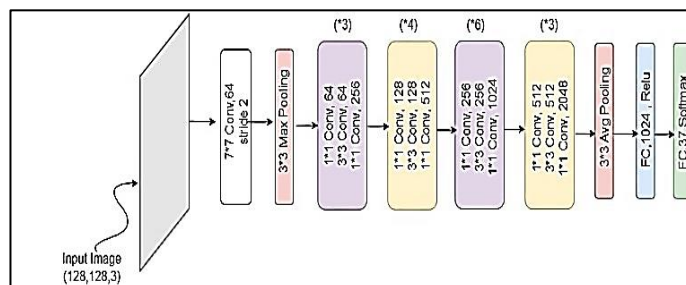 (*3)
(*4)
(*6)
(*3)
7*7 Conv,64
stride 2
3*3 Max Pooling
1*1 Conv, 64
3*3 Conv, 64
1*1 Conv, 256
1*1 Conv, 128
3*3 Conv, 128
1*1 Conv, 512
1*1 Conv, 256
3*3 Conv, 256
1*1 Conv, 1024
1*1 Conv, 512
3*3 Conv, 512
1*1 Conv, 2048
3*3 Avg Pooling
FC,1024 , Relu
FC,37 Softmax
Input Image
(128,128,3)